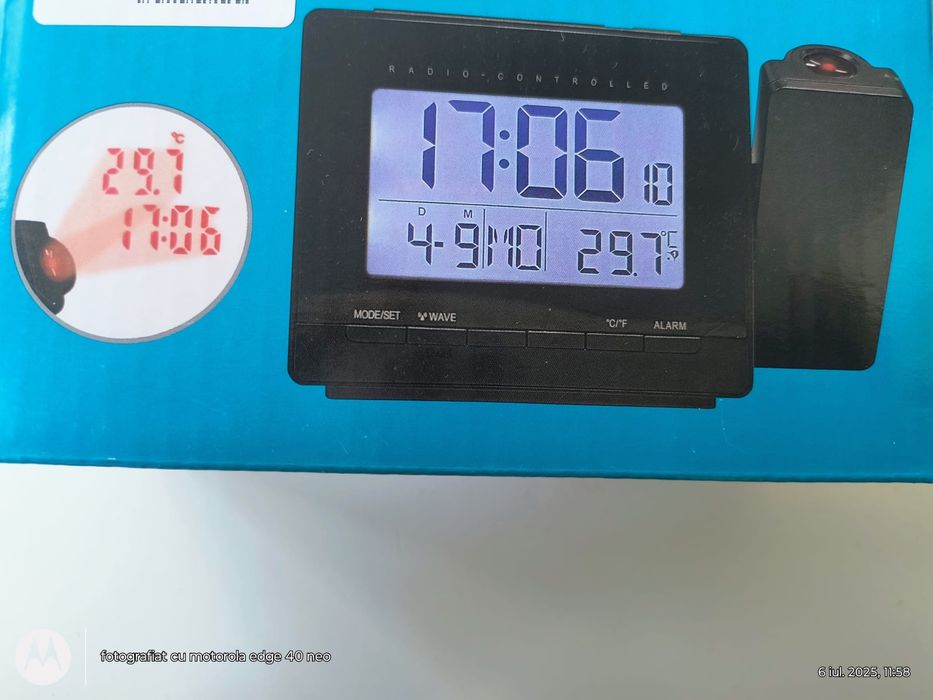 RADIO-CONTROLLED
17:06 10
D M
4-9 MO 29.7 °C
MODE/SET WAVE °C/°F ALARM
°C
29.7
17:06
fotografiat cu motorola edge 40 neo
6 iul. 2025, 11:58